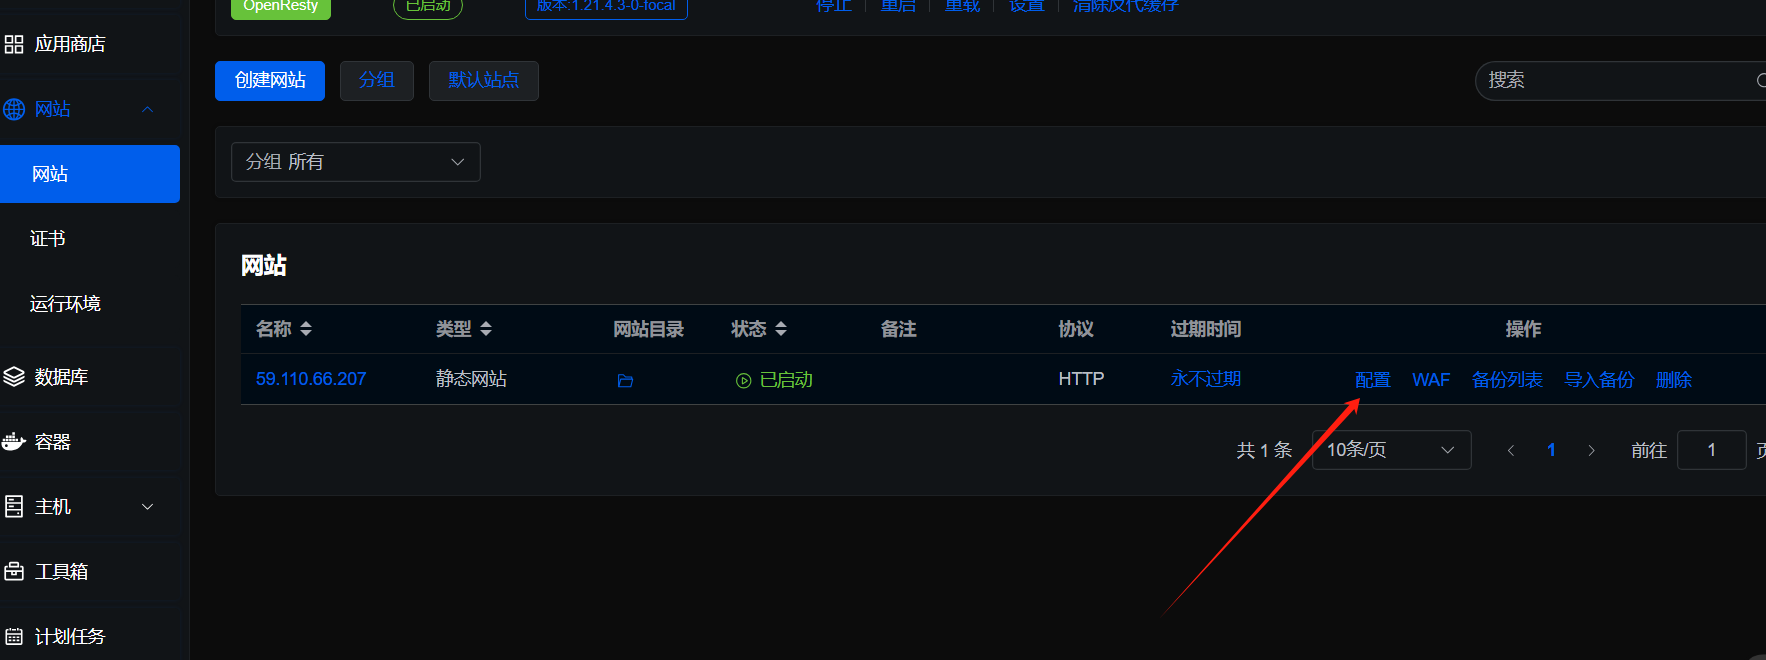 OpenResty 已启动 版本:1.21.4.3-0-focal 停止 重启 重载 设置 清除反代缓存
应用商店
创建网站 分组 默认站点 搜索
网站
分组 所有
网站
证书
网站
运行环境
名称 类型 网站目录 状态 备注 协议 过期时间 操作
数据库
59.110.66.207 静态网站 已启动 HTTP 永不过期 配置 WAF 备份列表 导入备份 删除
容器
共 1 条 10条/页 1 前往 1
主机
工具箱
计划任务